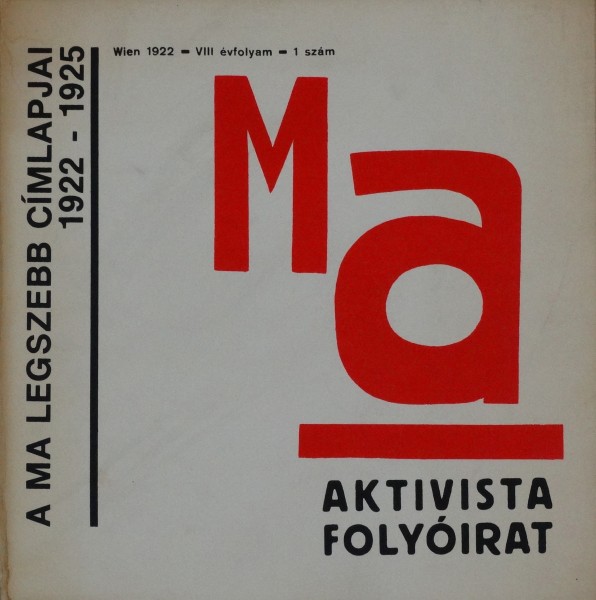 A MA LEGSZEBB CÍMLAPJAI
1922 - 1925
Wien 1922 - VIII évfolyam - 1 szám
Ma
AKTIVISTA
FOLYÓIRAT